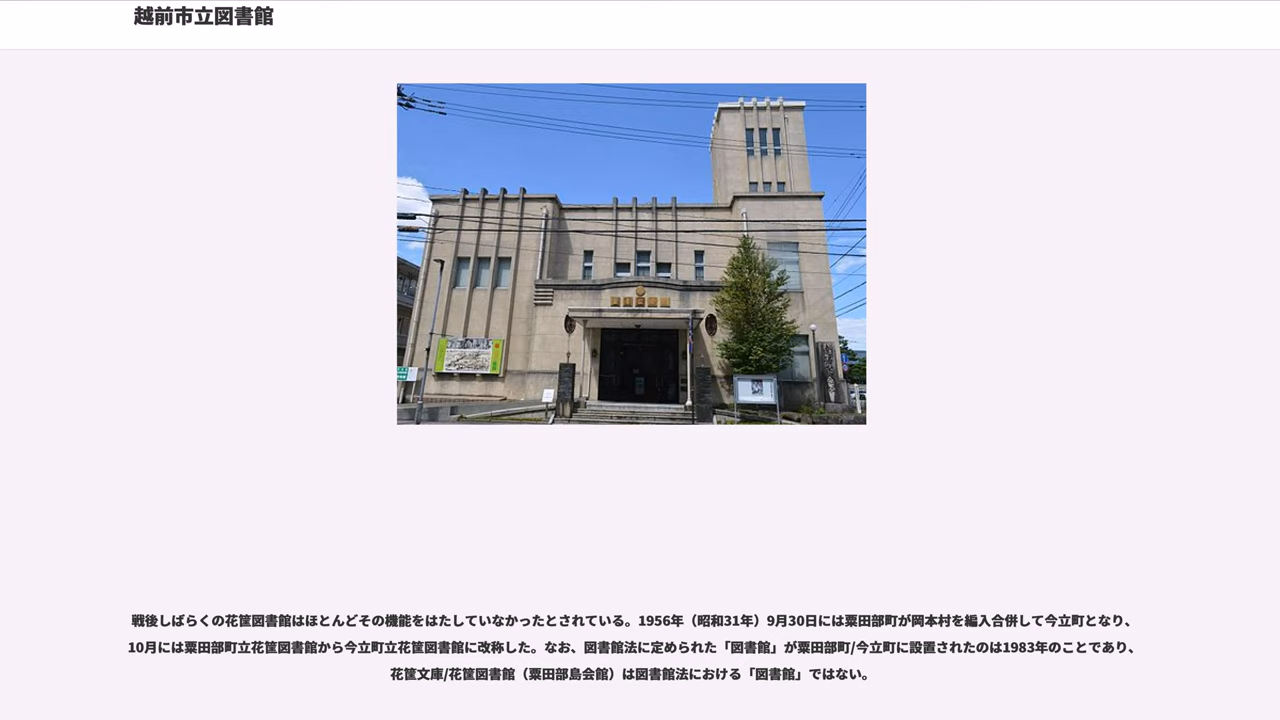 越前市立図書館
戦後しばらくの花筐図書館はほとんどその機能をはたしていなかったとされている。1956年（昭和31年）9月30日には粟田部町が岡本村を編入合併して今立町となり、
10月には粟田部町立花筐図書館から今立町立花筐図書館に改称した。なお、図書館法に定められた「図書館」が粟田部町/今立町に設置されたのは1983年のことであり、
花筐文庫/花筐図書館（粟田部島会館）は図書館法における「図書館」ではない。